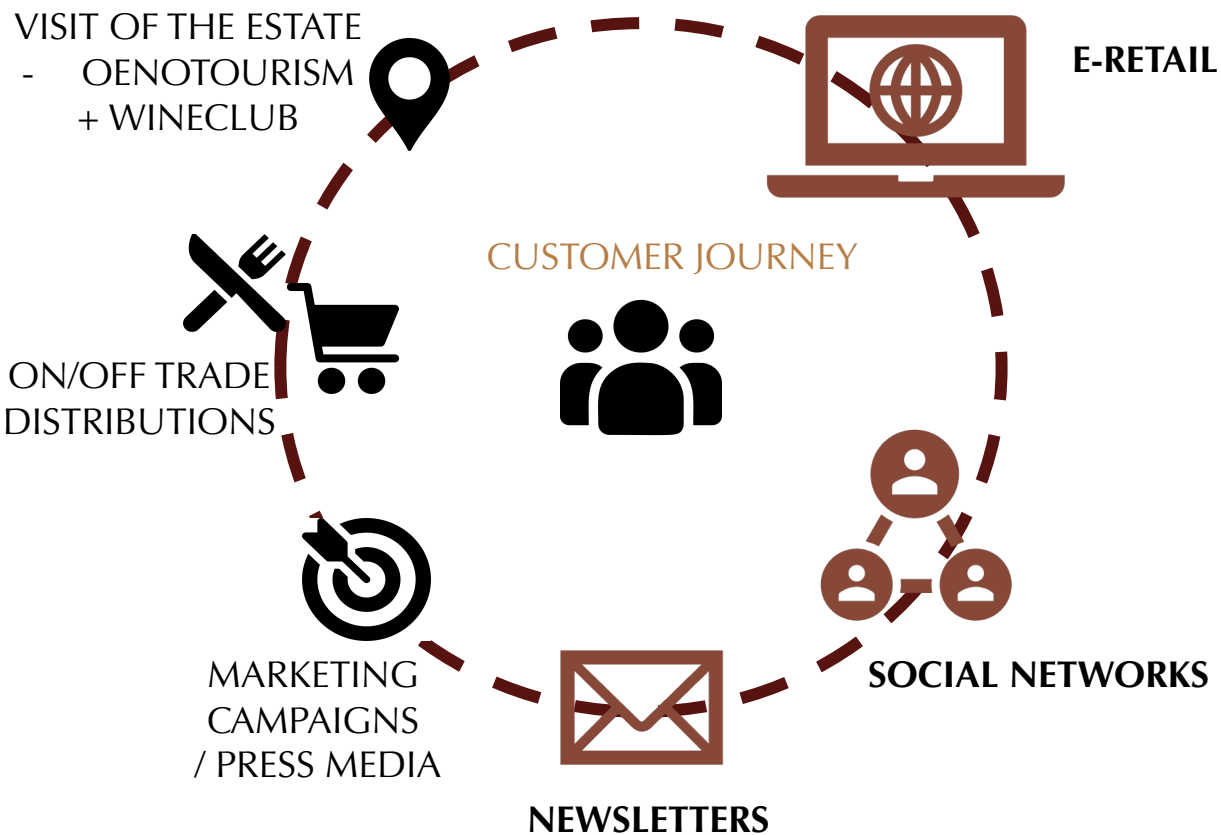 VISIT OF THE ESTATE
- OENOTOURISM
+ WINECLUB
E-RETAIL
CUSTOMER JOURNEY
ON/OFF TRADE
DISTRIBUTIONS
SOCIAL NETWORKS
MARKETING
CAMPAIGNS
/ PRESS MEDIA
NEWSLETTERS